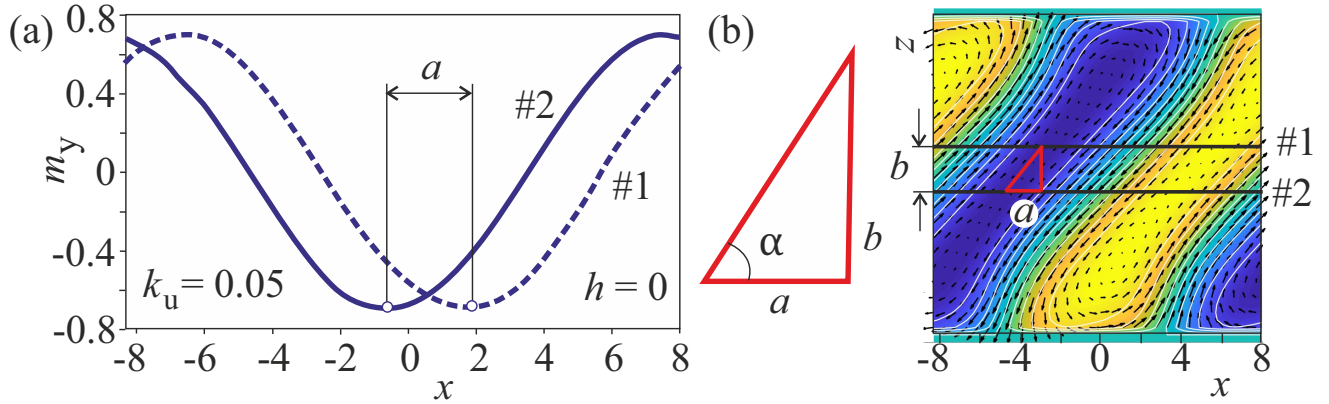 (a)
0.8
0.4
0
-0.4
-0.8
m_y
a
#2
#1
k_u = 0.05
h = 0
-8 -6 -4 -2 0 2 4 6 8
x
(b)
α
b
a
z
b
a
#1
#2
-8 -4 0 4 8
x